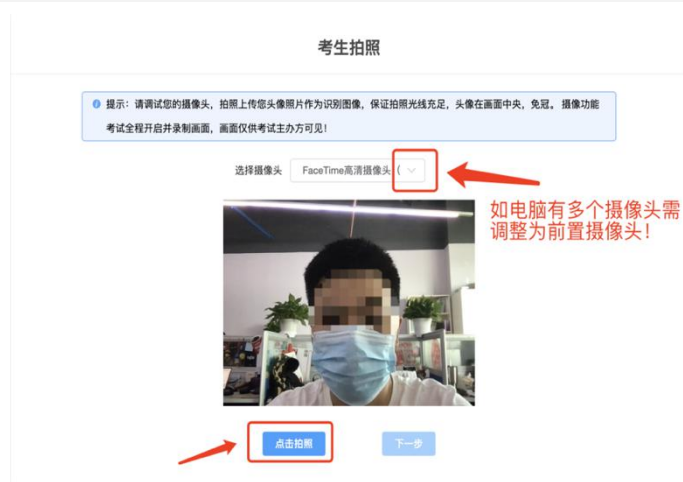 考生拍照
提示：请调试您的摄像头，拍照上传您头像照片作为识别图像，保证拍照光线充足，头像在画面中央，免冠。 摄像功能
考试全程开启并录制画面，画面仅供考试主办方可见！
选择摄像头 FaceTime高清摄像头（
如电脑有多个摄像头需
调整为前置摄像头！
点击拍照 下一步